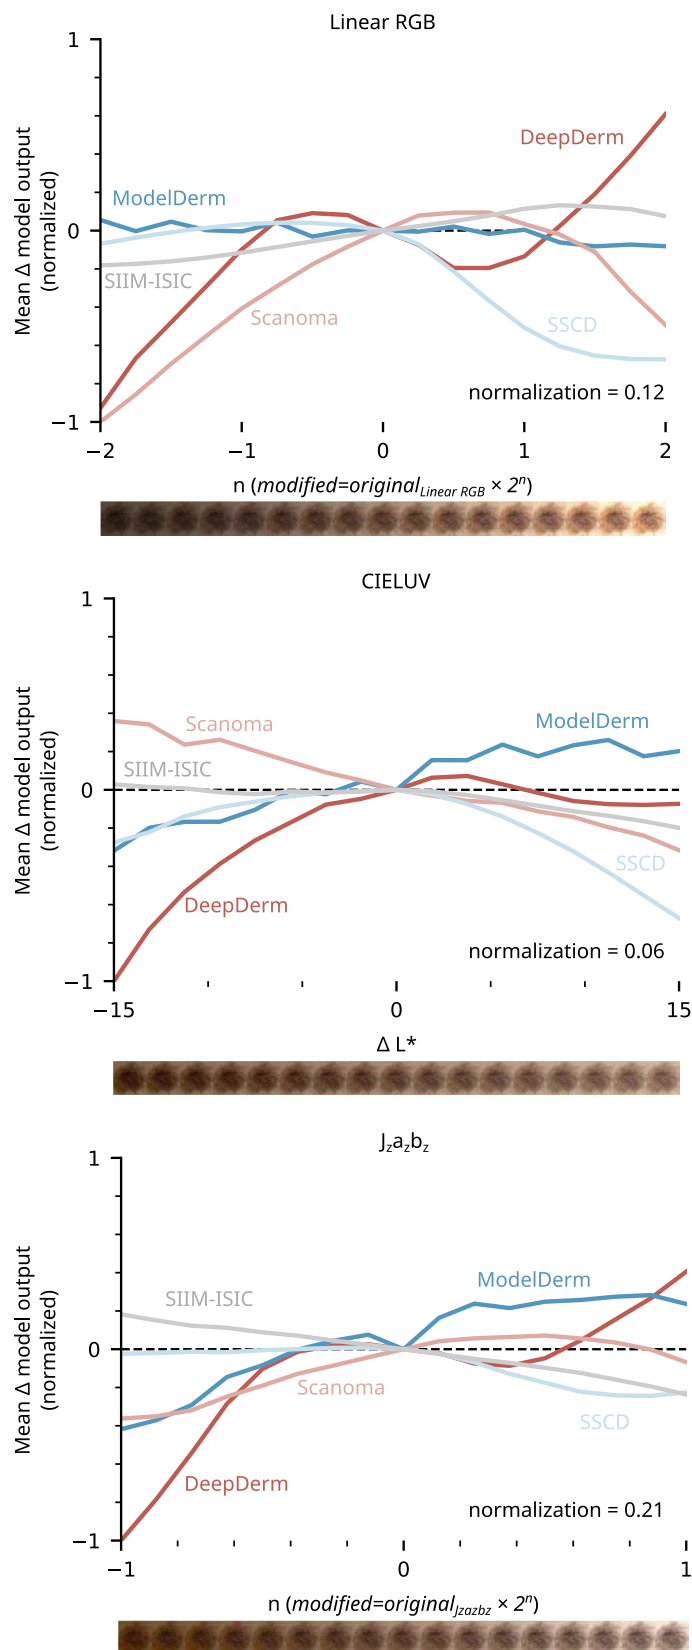 Linear RGB
1
0
−1
Mean Δ model output
(normalized)
DeepDerm
ModelDerm
SIIM-ISIC
Scanoma
SSCD
normalization = 0.12
−2
−1
0
1
2
n (modified=original_Linear RGB × 2^n)
CIELUV
1
0
−1
Mean Δ model output
(normalized)
Scanoma
ModelDerm
SIIM-ISIC
SSCD
DeepDerm
normalization = 0.06
−15
0
15
Δ L*
J_za_zb_z
1
0
−1
Mean Δ model output
(normalized)
ModelDerm
SIIM-ISIC
Scanoma
SSCD
DeepDerm
normalization = 0.21
−1
0
1
n (modified=original_Jzazbz × 2^n)